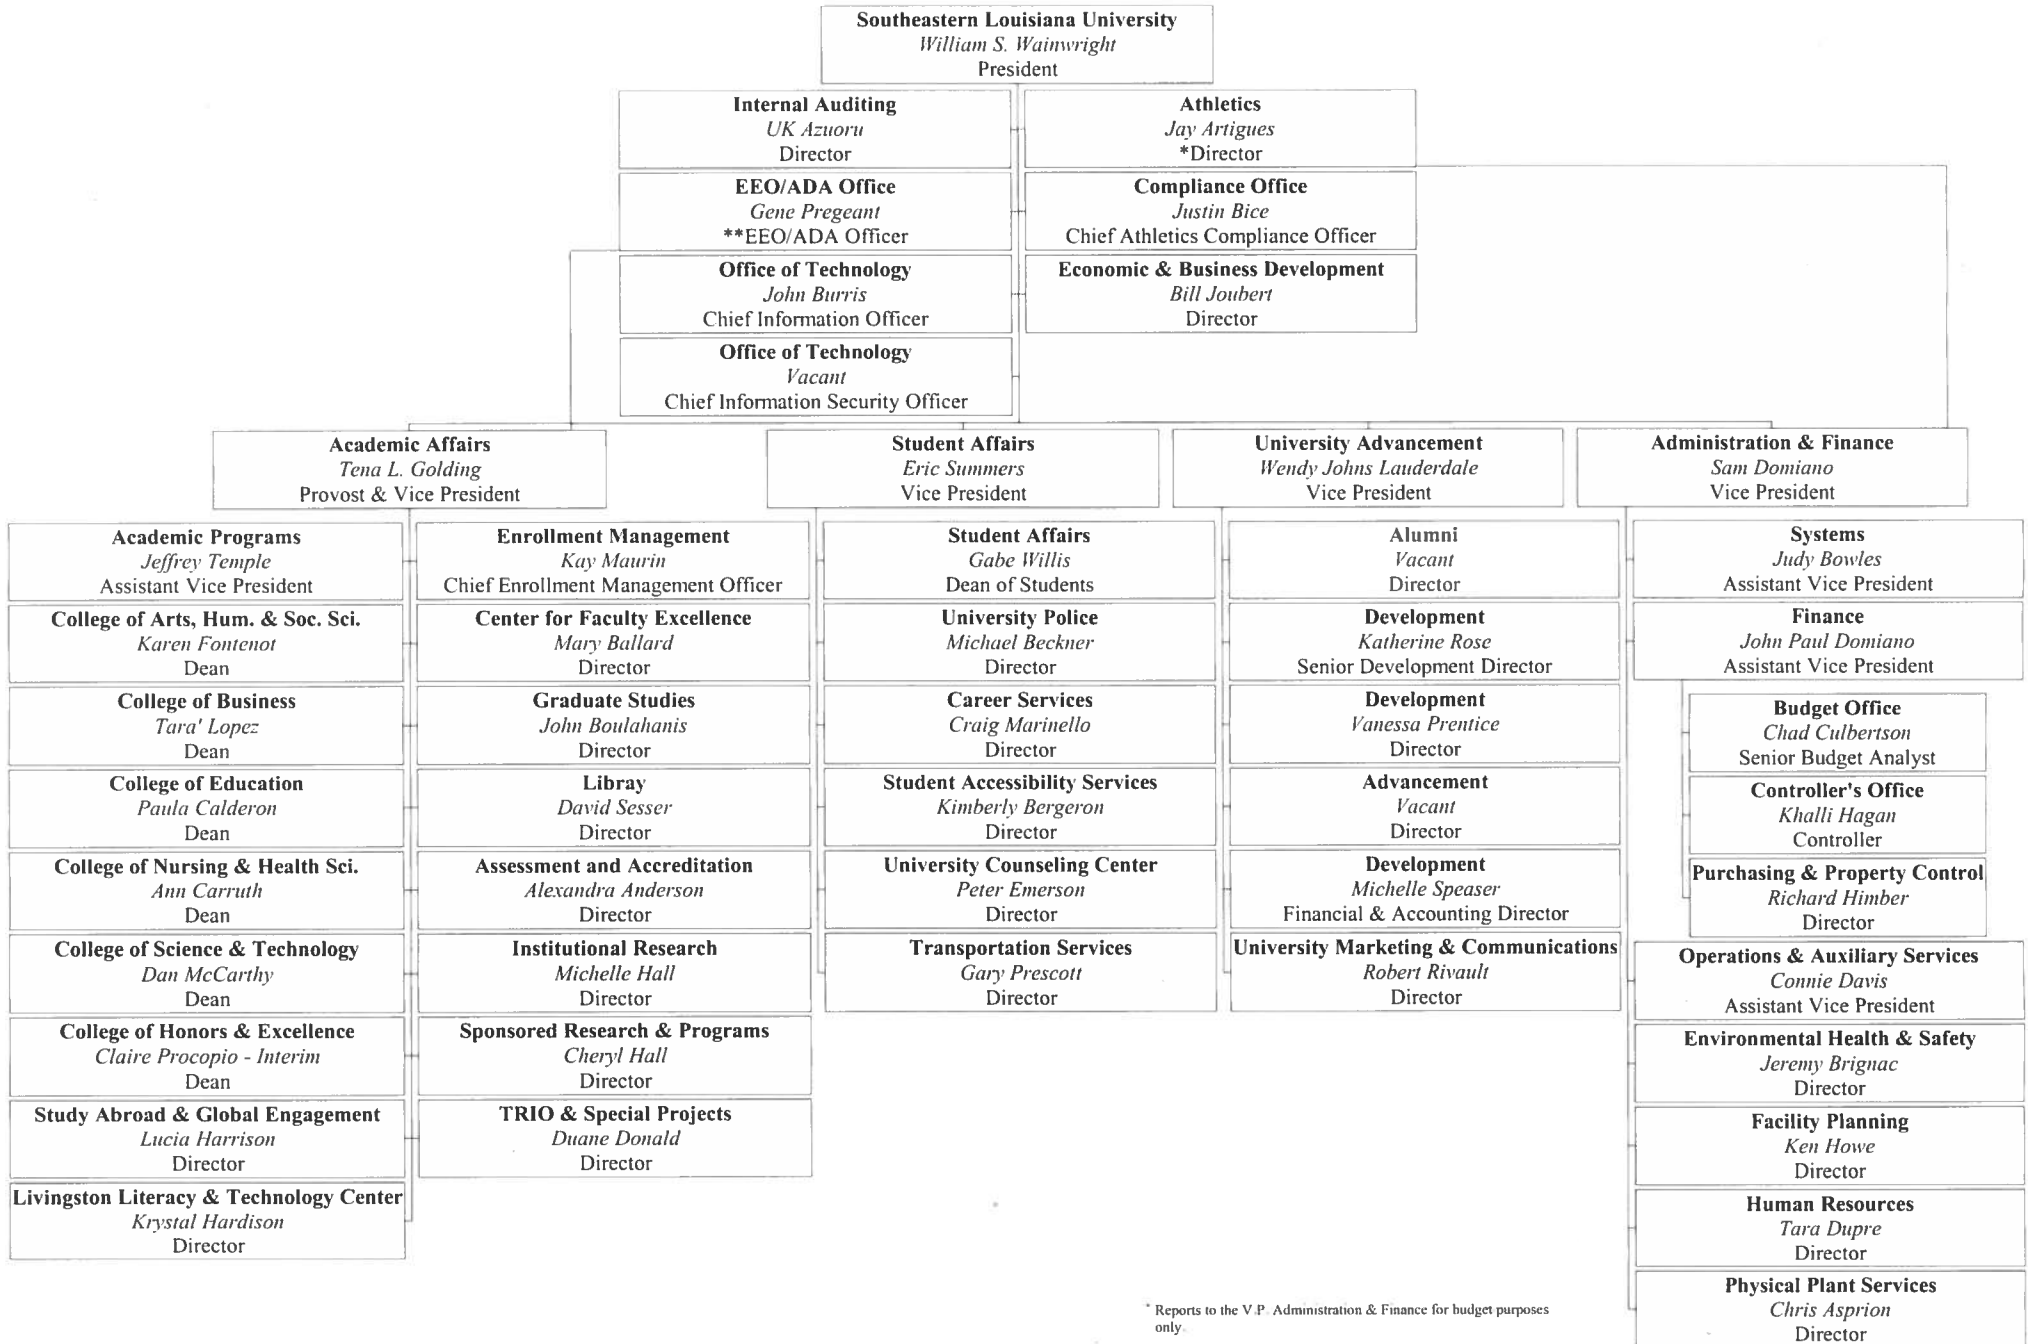 Southeastern Louisiana University
William S. Wainwright
President
Internal Auditing
UK Azuoru
Director
Athletics
Jay Artigues
*Director
EEO/ADA Office
Gene Pregeant
**EEO/ADA Officer
Compliance Office
Justin Bice
Chief Athletics Compliance Officer
Office of Technology
John Burris
Chief Information Officer
Economic & Business Development
Bill Joubert
Director
Office of Technology
Vacant
Chief Information Security Officer
Academic Affairs
Tena L. Golding
Provost & Vice President
Student Affairs
Eric Summers
Vice President
University Advancement
Wendy Johns Lauderdale
Vice President
Administration & Finance
Sam Domiano
Vice President
Academic Programs
Jeffrey Temple
Assistant Vice President
College of Arts, Hum. & Soc. Sci.
Karen Fontenot
Dean
College of Business
Tara' Lopez
Dean
College of Education
Paula Calderon
Dean
College of Nursing & Health Sci.
Ann Carruth
Dean
College of Science & Technology
Dan McCarthy
Dean
College of Honors & Excellence
Claire Procopio - Interim
Dean
Study Abroad & Global Engagement
Lucia Harrison
Director
Livingston Literacy & Technology Center
Krystal Hardison
Director
Enrollment Management
Kay Maurin
Chief Enrollment Management Officer
Center for Faculty Excellence
Mary Ballard
Director
Graduate Studies
John Boulahanis
Director
Libray
David Sesser
Director
Assessment and Accreditation
Alexandra Anderson
Director
Institutional Research
Michelle Hall
Director
Sponsored Research & Programs
Cheryl Hall
Director
TRIO & Special Projects
Duane Donald
Director
Student Affairs
Gabe Willis
Dean of Students
University Police
Michael Beckner
Director
Career Services
Craig Marinello
Director
Student Accessibility Services
Kimberly Bergeron
Director
University Counseling Center
Peter Emerson
Director
Transportation Services
Gary Prescott
Director
Alumni
Vacant
Director
Development
Katherine Rose
Senior Development Director
Development
Vanessa Prentice
Director
Advancement
Vacant
Director
Development
Michelle Speaser
Financial & Accounting Director
University Marketing & Communications
Robert Rivault
Director
Systems
Judy Bowles
Assistant Vice President
Finance
John Paul Domiano
Assistant Vice President
Budget Office
Chad Culbertson
Senior Budget Analyst
Controller's Office
Khalli Hagan
Controller
Purchasing & Property Control
Richard Himber
Director
Operations & Auxiliary Services
Connie Davis
Assistant Vice President
Environmental Health & Safety
Jeremy Brignac
Director
Facility Planning
Ken Howe
Director
Human Resources
Tara Dupre
Director
Physical Plant Services
Chris Asprion
Director
* Reports to the V.P. Administration & Finance for budget purposes
only.